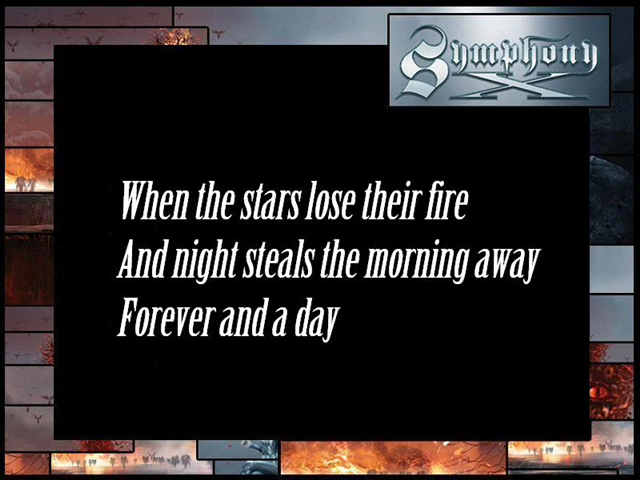 Symphony X
When the stars lose their fire
And night steals the morning away
Forever and a day